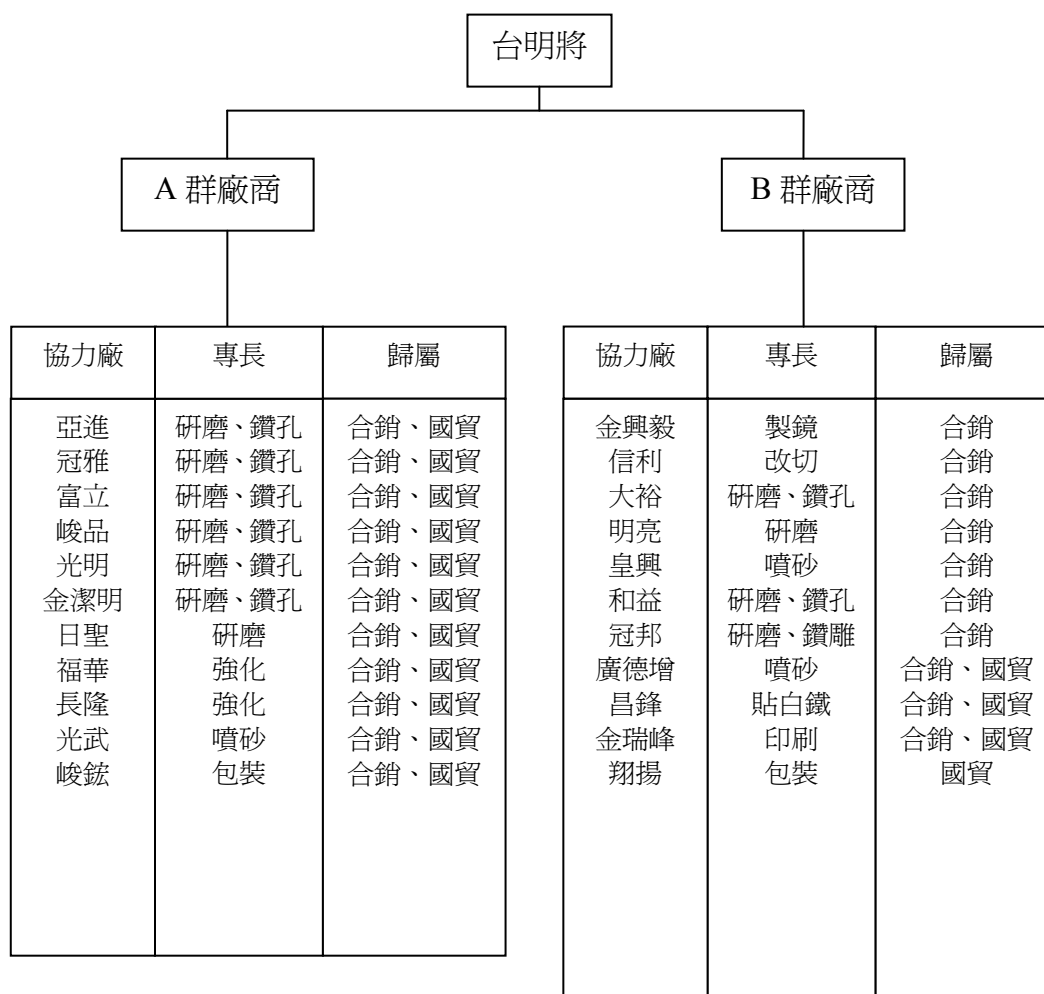 台明將
A 群廠商
B 群廠商
協力廠 專長 歸屬
亞進 研磨、鑽孔 合銷、國貿
冠雅 研磨、鑽孔 合銷、國貿
富立 研磨、鑽孔 合銷、國貿
峻品 研磨、鑽孔 合銷、國貿
光明 研磨、鑽孔 合銷、國貿
金潔明 研磨、鑽孔 合銷、國貿
日聖 研磨 合銷、國貿
福華 強化 合銷、國貿
長隆 強化 合銷、國貿
光武 噴砂 合銷、國貿
峻鋐 包裝 合銷、國貿
協力廠 專長 歸屬
金興毅 製鏡 合銷
信利 改切 合銷
大裕 研磨、鑽孔 合銷
明亮 研磨 合銷
皇興 噴砂 合銷
和益 研磨、鑽孔 合銷
冠邦 研磨、鑽雕 合銷
廣德增 噴砂 合銷、國貿
昌鋒 貼白鐵 合銷、國貿
金瑞峰 印刷 合銷、國貿
翔揚 包裝 國貿